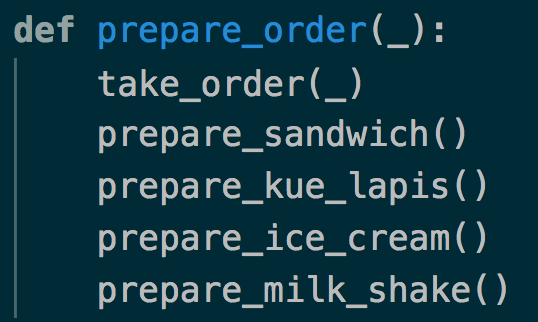 def prepare_order(_):
    take_order(_)
    prepare_sandwich()
    prepare_kue_lapis()
    prepare_ice_cream()
    prepare_milk_shake()